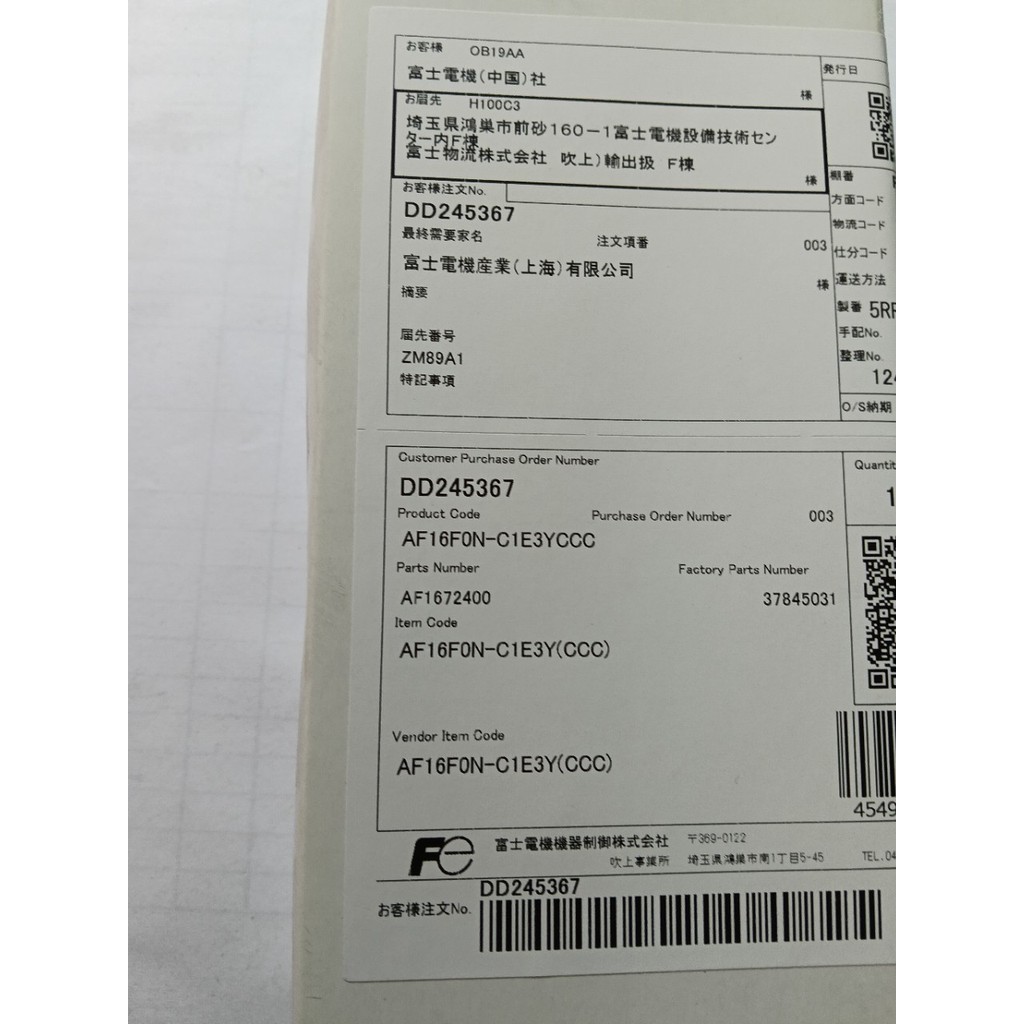 お客様 OB19AA
富士電機(中国)社
様
発行日
お届先 H100C3
埼玉県鴻巣市前砂160-1富士電機設備技術セン
ター内F棟
富士物流株式会社 吹上)輸出扱 F棟
様
棚番
方面コード
お客様注文No.
DD245367
物流コード
最終需要家名 注文項番 003
仕分コード
富士電機産業(上海)有限公司
様
運送方法
摘要
製番 5RF
手配No.
届先番号
整理No.
ZM89A1
124
特記事項
O/S納期
Customer Purchase Order Number
Quantit
DD245367
1
Product Code Purchase Order Number 003
AF16F0N-C1E3YCCC
Parts Number Factory Parts Number
AF1672400 37845031
Item Code
AF16F0N-C1E3Y(CCC)
Vendor Item Code
AF16F0N-C1E3Y(CCC)
4549
Fe 富士電機機器制御株式会社 〒369-0122
吹上事業所 埼玉県鴻巣市南1丁目5-45 TEL.04
DD245367
お客様注文No.